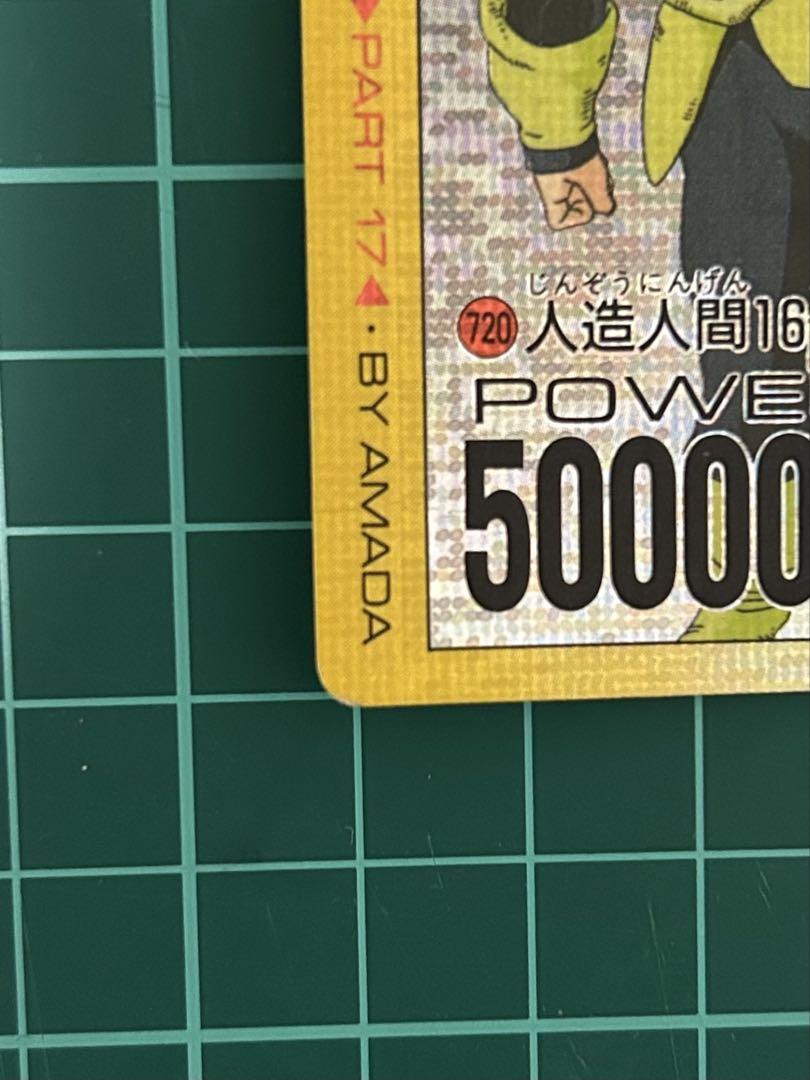 PART 17 ・BY AMADA
じんぞうにんげん
720 人造人間16
POWE
50000